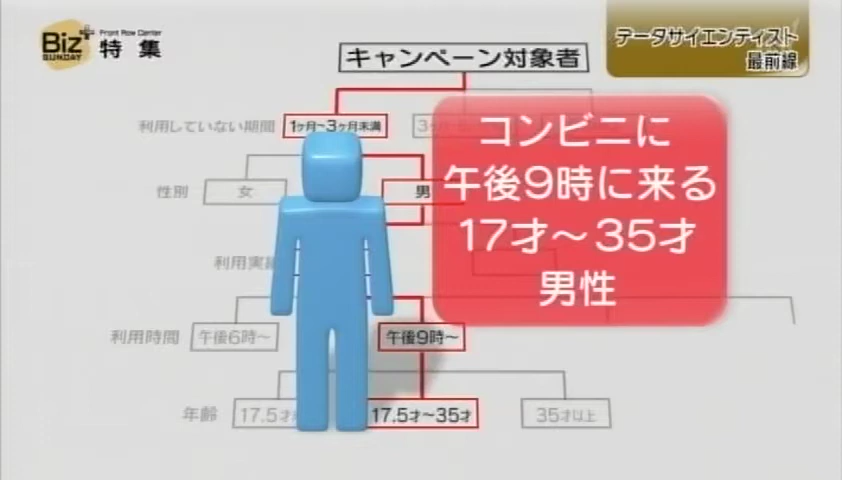 Biz+ SUNDAY
Front Row Center
特集
データサイエンティスト
最前線
キャンペーン対象者
利用していない期間
1ヶ月~3ヶ月未満
3ヶ
性別
女
男
コンビニに
午後9時に来る
17才~35才
男性
利用実
利用時間
午後6時~
午後9時~
年齢
17.5才
17.5才~35才
35才以上